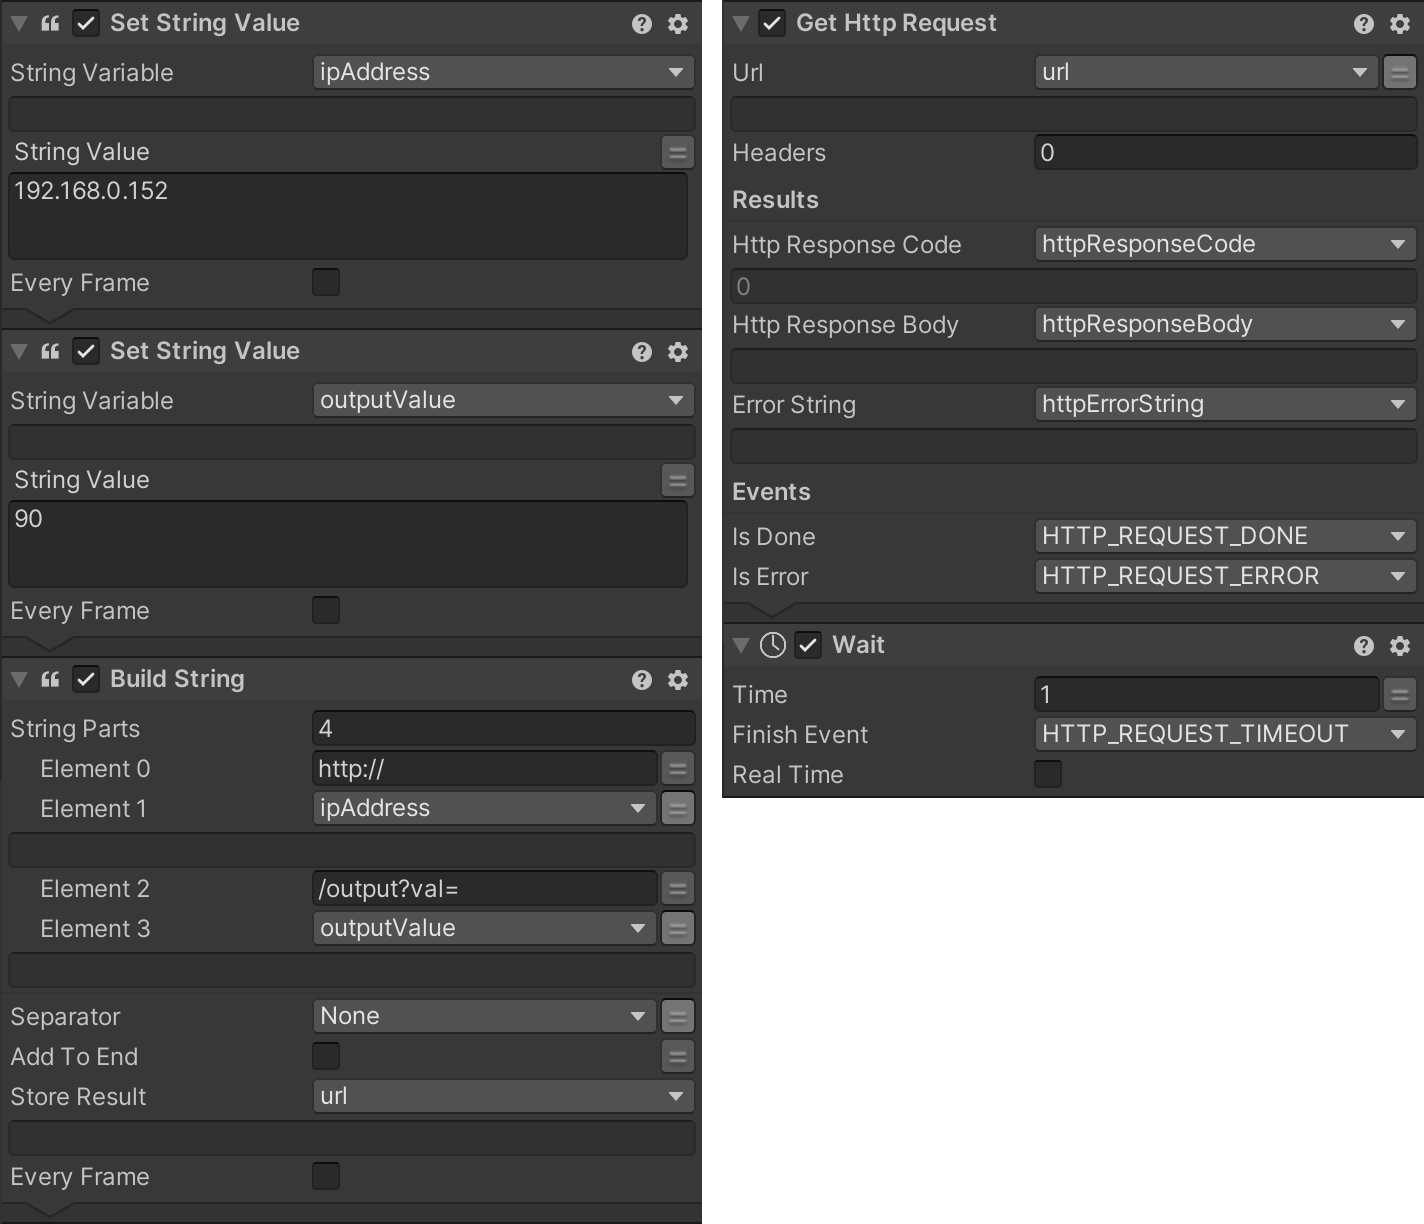 Set String Value
String Variable ipAddress
String Value
192.168.0.152
Every Frame
Set String Value
String Variable outputValue
String Value
90
Every Frame
Build String
String Parts 4
Element 0 http://
Element 1 ipAddress
Element 2 /output?val=
Element 3 outputValue
Separator None
Add To End
Store Result url
Every Frame
Get Http Request
Url url
Headers 0
Results
Http Response Code httpResponseCode
0
Http Response Body httpResponseBody
Error String httpErrorString
Events
Is Done HTTP_REQUEST_DONE
Is Error HTTP_REQUEST_ERROR
Wait
Time 1
Finish Event HTTP_REQUEST_TIMEOUT
Real Time